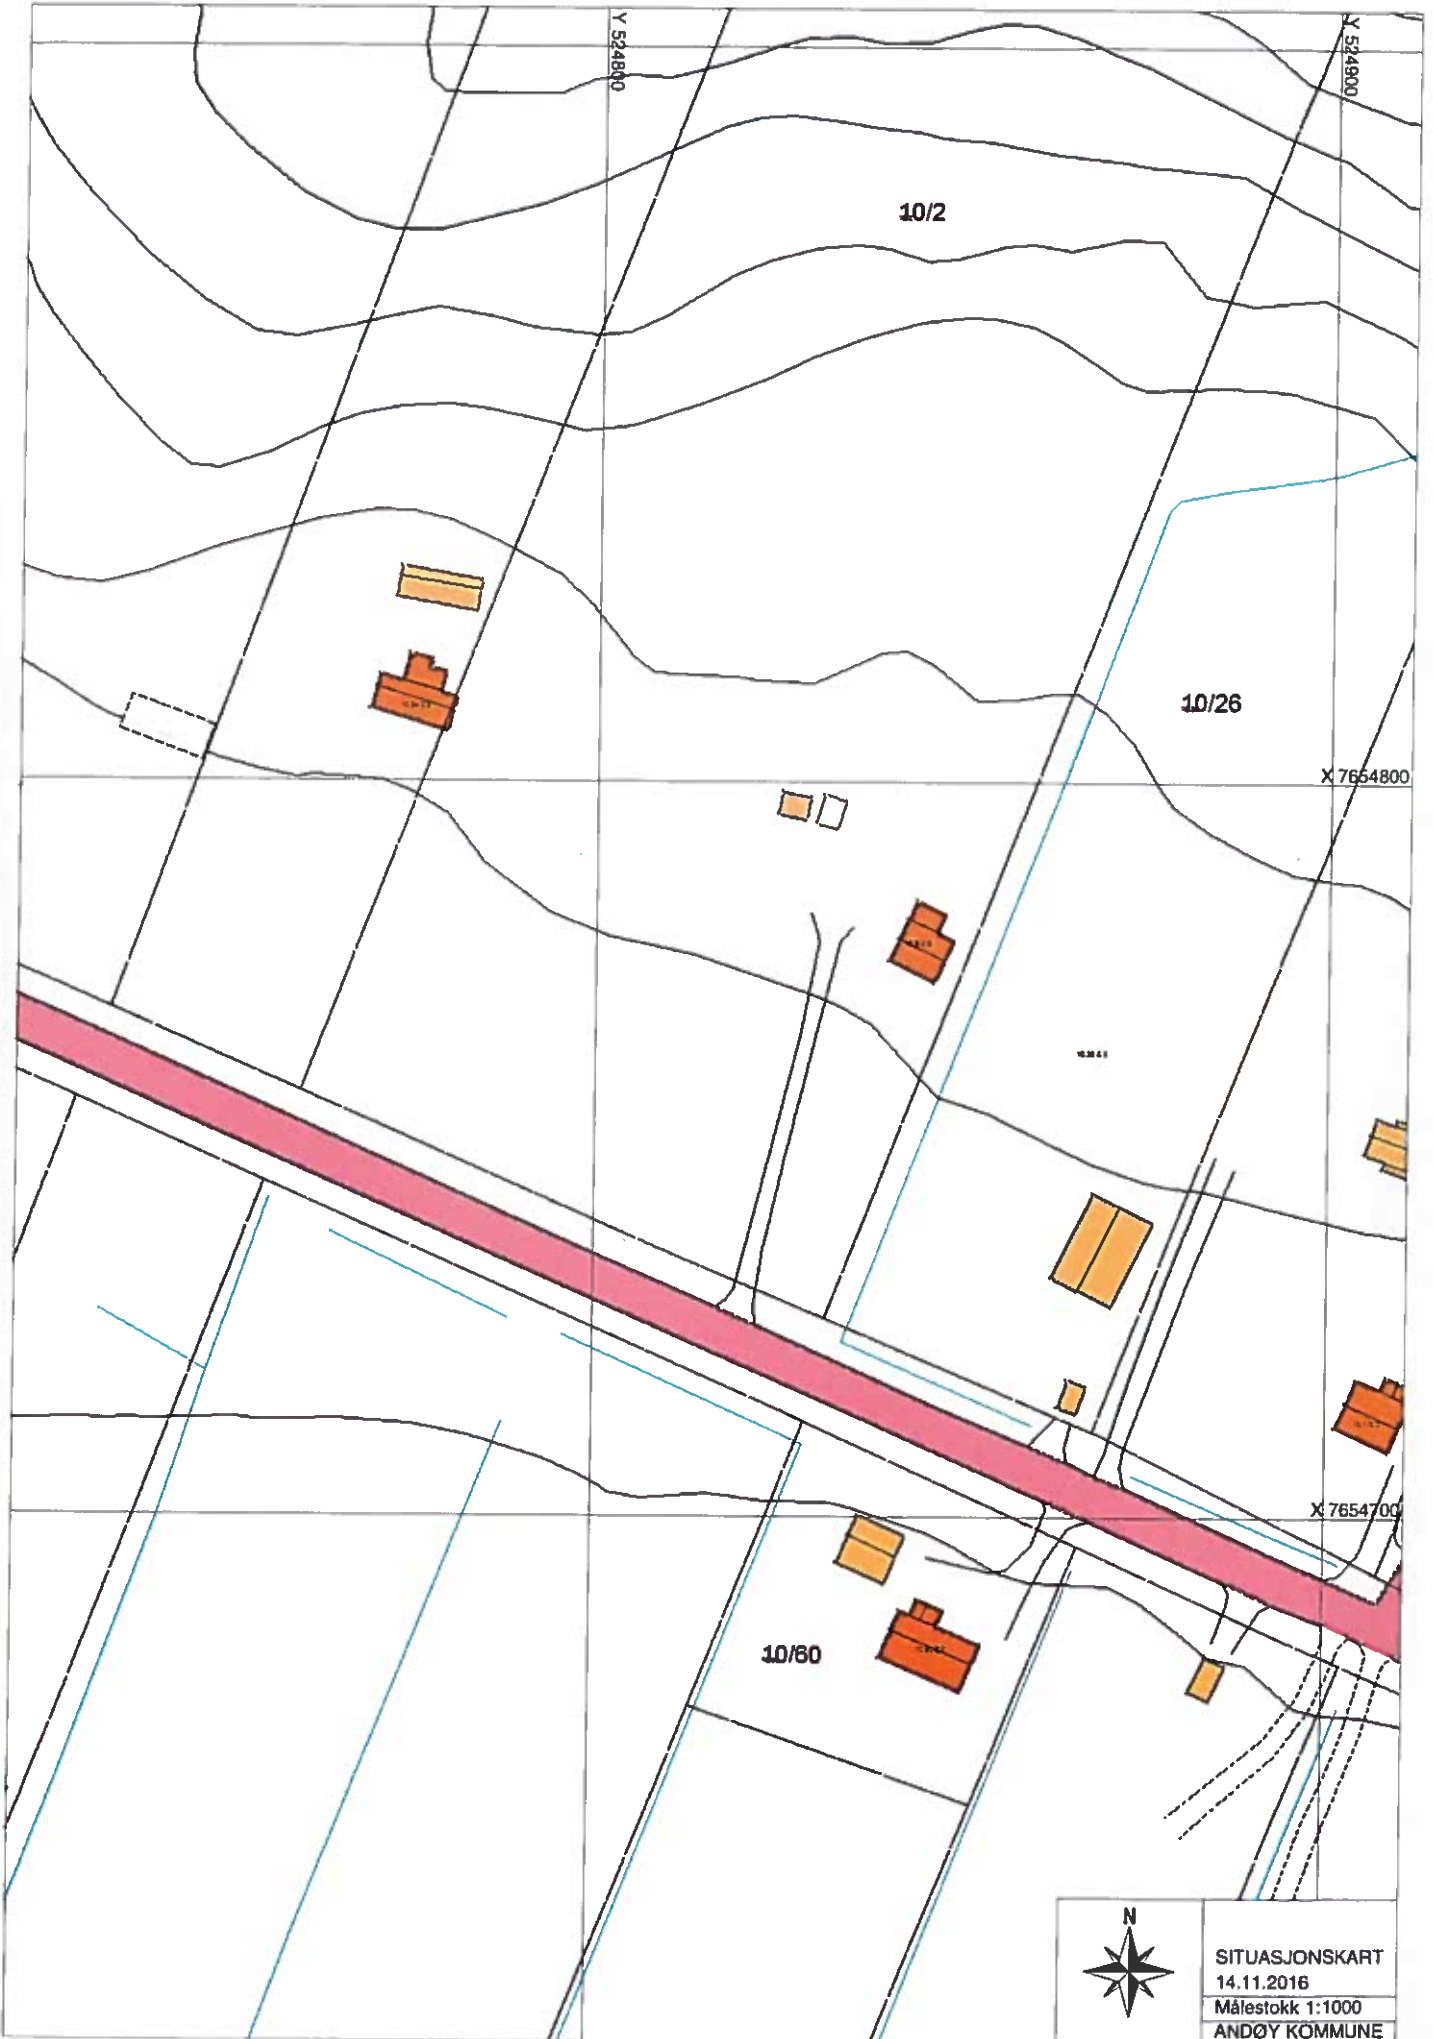 Y 524800
Y 524900
10/2
10/26
X 7654800
X 7654700
10/60
N
SITUASJONSKART
14.11.2016
Målestokk 1:1000
ANDØY KOMMUNE